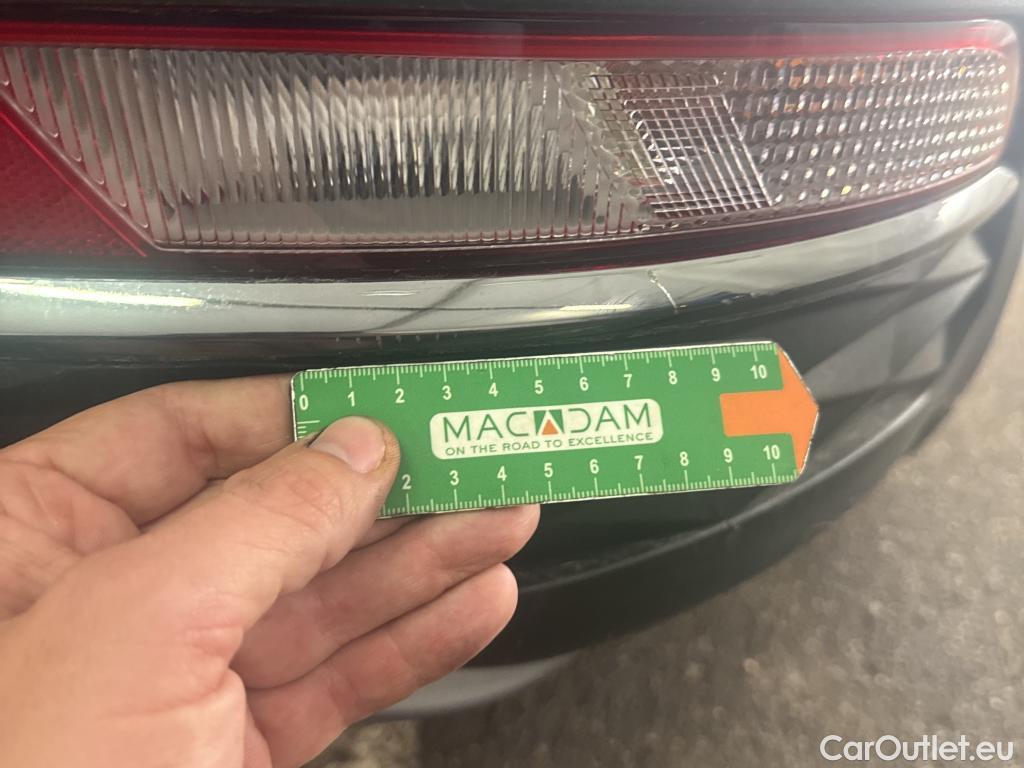 0 1 2 3 4 5 6 7 8 9 10
MACADAM
ON THE ROAD TO EXCELLENCE
2 3 4 5 6 7 8 9 10
CarOutlet.eu